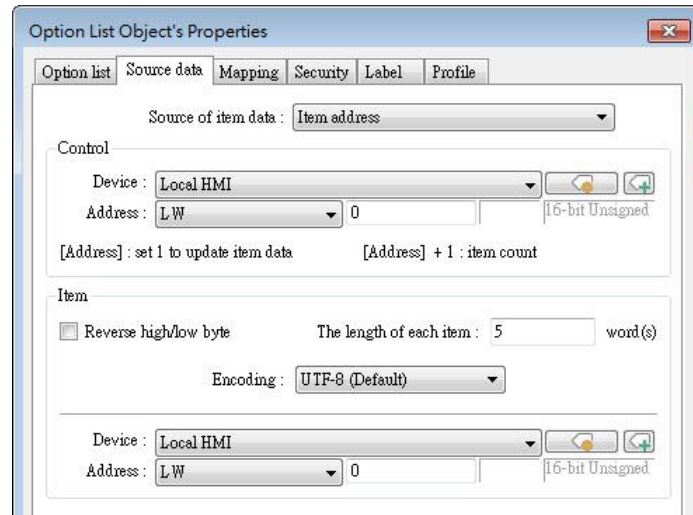 Option List Object's Properties
Option list Source data Mapping Security Label Profile
Source of item data : Item address
Control
Device : Local HMI
Address : LW 0 16-bit Unsigned
[Address] : set 1 to update item data [Address] + 1 : item count
Item
Reverse high/low byte The length of each item : 5 word(s)
Encoding : UTF-8 (Default)
Device : Local HMI
Address : LW 0 16-bit Unsigned